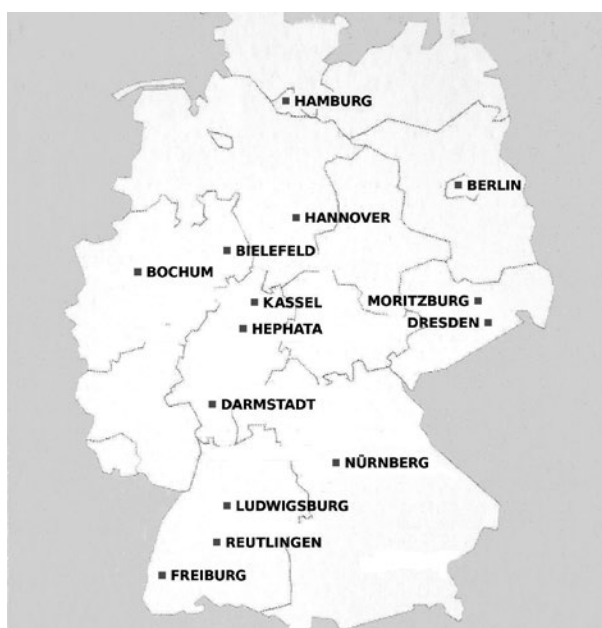 HAMBURG
BERLIN
HANNOVER
BIELEFELD
BOCHUM
KASSEL
MORITZBURG
DRESDEN
HEPHATA
DARMSTADT
NÜRNBERG
LUDWIGSBURG
REUTLINGEN
FREIBURG